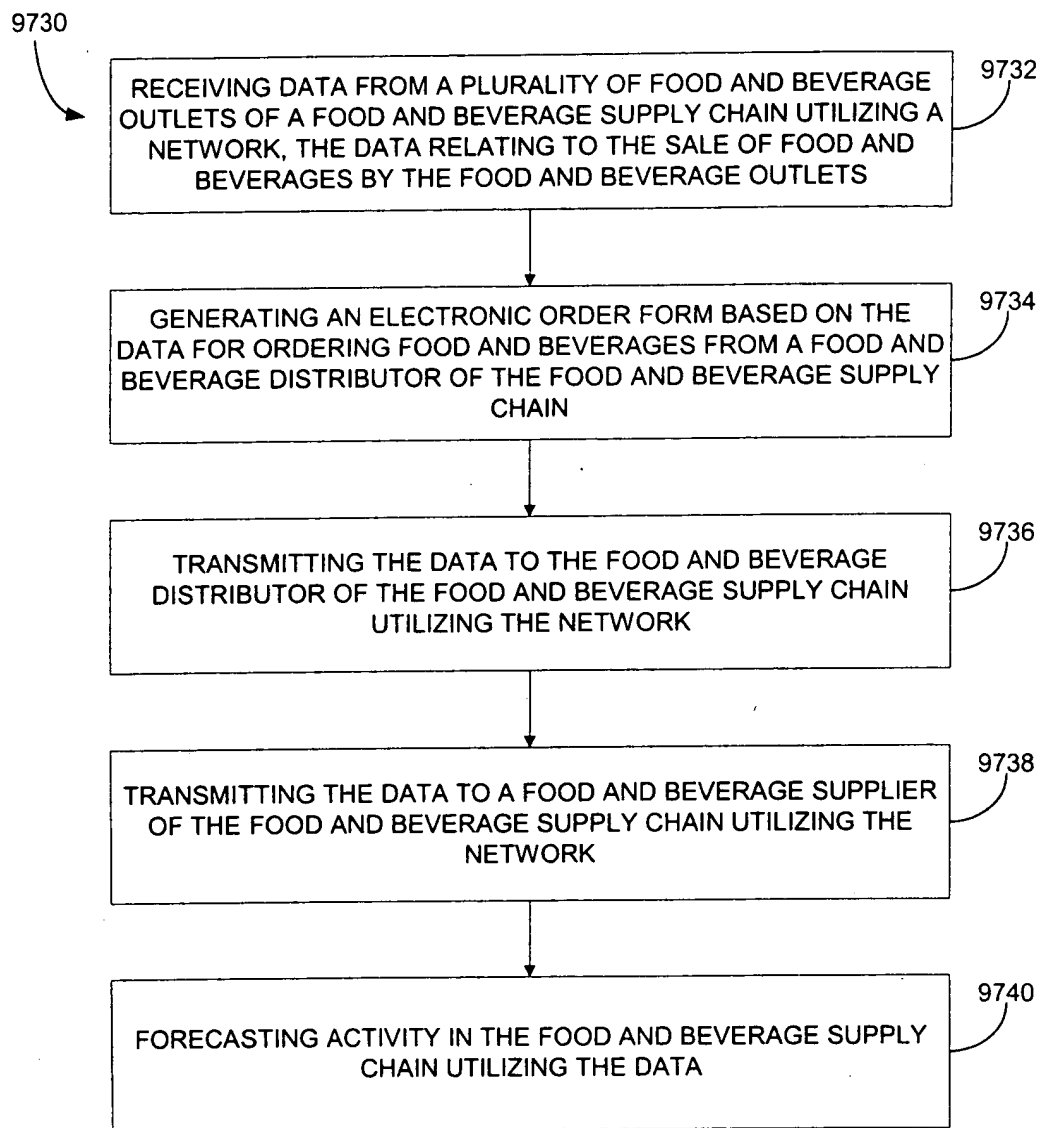 9730
RECEIVING DATA FROM A PLURALITY OF FOOD AND BEVERAGE
OUTLETS OF A FOOD AND BEVERAGE SUPPLY CHAIN UTILIZING A
NETWORK, THE DATA RELATING TO THE SALE OF FOOD AND
BEVERAGES BY THE FOOD AND BEVERAGE OUTLETS
9732
GENERATING AN ELECTRONIC ORDER FORM BASED ON THE
DATA FOR ORDERING FOOD AND BEVERAGES FROM A FOOD AND
BEVERAGE DISTRIBUTOR OF THE FOOD AND BEVERAGE SUPPLY
CHAIN
9734
TRANSMITTING THE DATA TO THE FOOD AND BEVERAGE
DISTRIBUTOR OF THE FOOD AND BEVERAGE SUPPLY CHAIN
UTILIZING THE NETWORK
9736
TRANSMITTING THE DATA TO A FOOD AND BEVERAGE SUPPLIER
OF THE FOOD AND BEVERAGE SUPPLY CHAIN UTILIZING THE
NETWORK
9738
FORECASTING ACTIVITY IN THE FOOD AND BEVERAGE SUPPLY
CHAIN UTILIZING THE DATA
9740